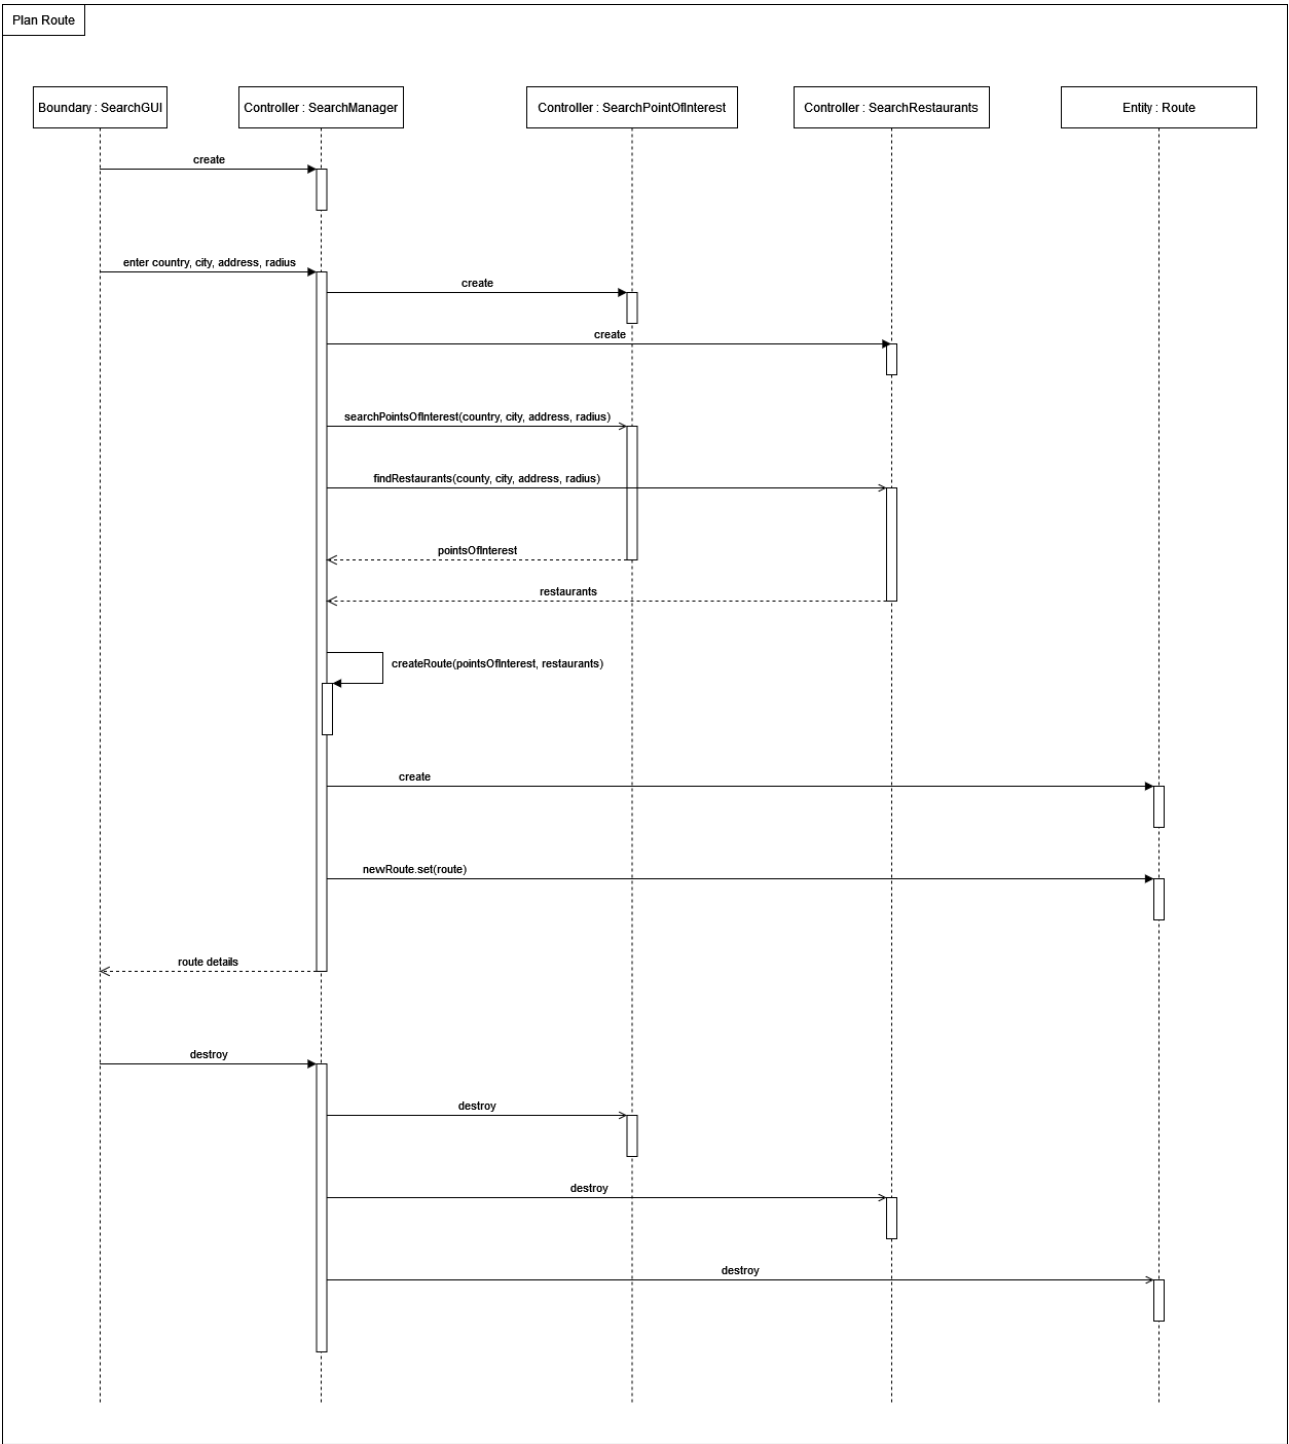 Plan Route
Boundary : SearchGUI
Controller : SearchManager
Controller : SearchPointOfInterest
Controller : SearchRestaurants
Entity : Route
create
enter country, city, address, radius
create
create
searchPointsOfInterest(country, city, address, radius)
findRestaurants(county, city, address, radius)
pointsOfInterest
restaurants
createRoute(pointsOfInterest, restaurants)
create
newRoute.set(route)
route details
destroy
destroy
destroy
destroy